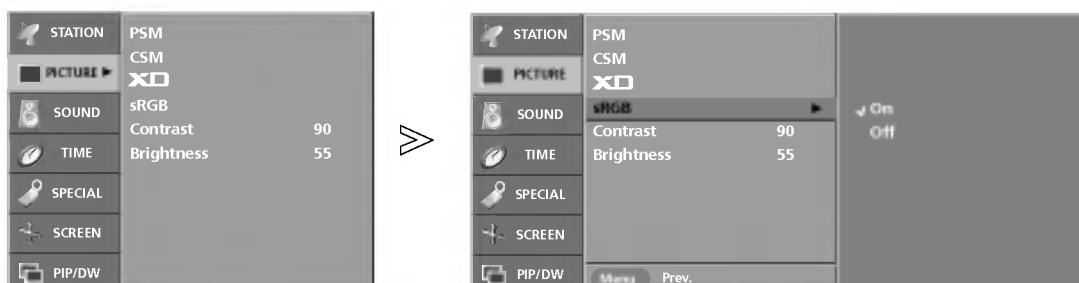 STATION
PICTURE ►
SOUND
TIME
SPECIAL
SCREEN
PIP/DW
PSM
CSM
XD
sRGB
Contrast 90
Brightness 55
STATION
PICTURE
SOUND
TIME
SPECIAL
SCREEN
PIP/DW
PSM
CSM
XD
sRGB ►
Contrast 90
Brightness 55
Menu Prev.
✓ On
Off